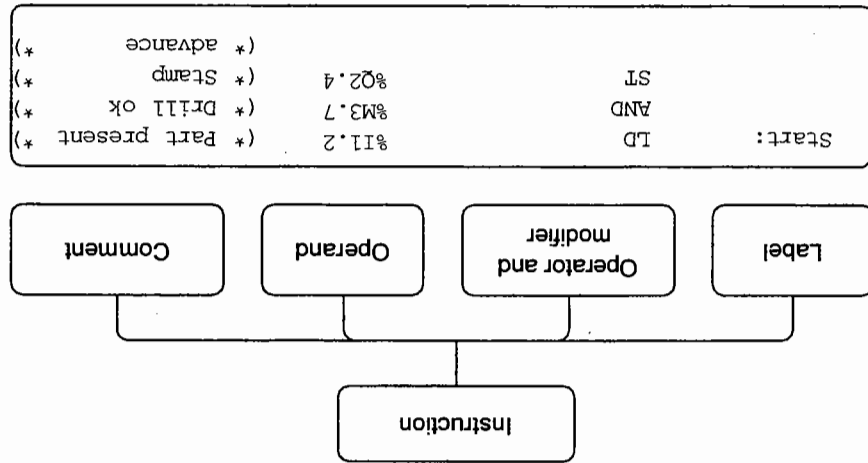 Instruction
Label
Operator and
modifier
Operand
Comment
Start: LD %I1.2 (* Part present *)
AND %M3.7 (* Drill ok *)
ST %Q2.4 (* Stamp *)
(* advance *)